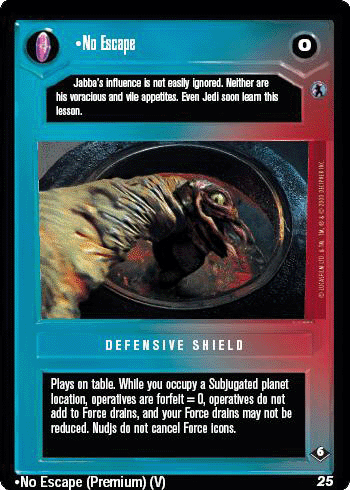 •No Escape
0
Jabba's influence is not easily ignored. Neither are
his voracious and vile appetites. Even Jedi soon learn this
lesson.
DEFENSIVE SHIELD
Plays on table. While you occupy a Subjugated planet
location, operatives are forfeit = 0, operatives do not
add to Force drains, and your Force drains may not be
reduced. Nudjs do not cancel Force icons.
6
•No Escape (Premium) (V)
25